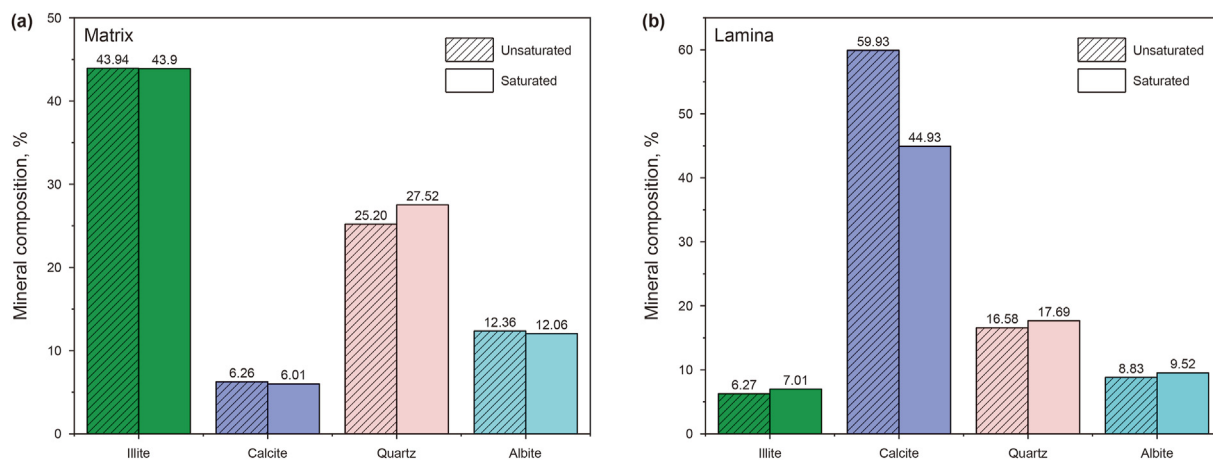 (a)
Matrix
Unsaturated
Saturated
Mineral composition, %
50
40
30
20
10
0
43.94 43.9
6.26 6.01
25.20 27.52
12.36 12.06
Illite Calcite Quartz Albite
(b)
Lamina
Unsaturated
Saturated
Mineral composition, %
60
50
40
30
20
10
0
6.27 7.01
59.93 44.93
16.58 17.69
8.83 9.52
Illite Calcite Quartz Albite